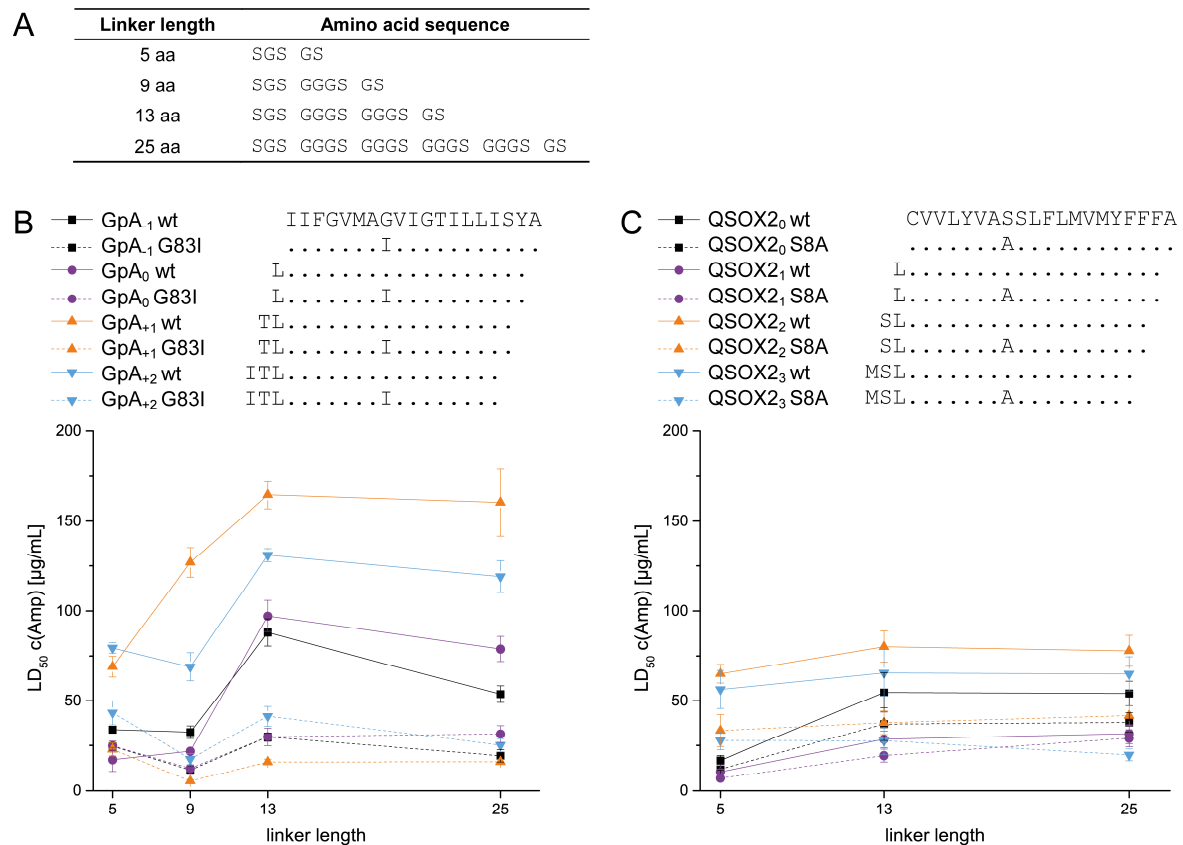 A
Linker length Amino acid sequence
5 aa SGS GS
9 aa SGS GGGS GS
13 aa SGS GGGS GGGS GS
25 aa SGS GGGS GGGS GGGS GGGS GS
B
GpA₋₁ wt IIFGVMAGVIGTILLISYA
GpA₋₁ G83I .......I...........
GpA₀ wt L..................
GpA₀ G83I L.......I..........
GpA₊₁ wt TL.................
GpA₊₁ G83I TL.......I.........
GpA₊₂ wt ITL................
GpA₊₂ G83I ITL.......I........
200
150
100
50
0
LD₅₀ c(Amp) [µg/mL]
5 9 13 25
linker length
C
QSOX2₀ wt CVVLYVASSLFLMVMYFFFA
QSOX2₀ S8A .......A............
QSOX2₁ wt L...................
QSOX2₁ S8A L.......A...........
QSOX2₂ wt SL..................
QSOX2₂ S8A SL.......A..........
QSOX2₃ wt MSL.................
QSOX2₃ S8A MSL.......A.........
200
150
100
50
0
LD₅₀ c(Amp) [µg/mL]
5 13 25
linker length